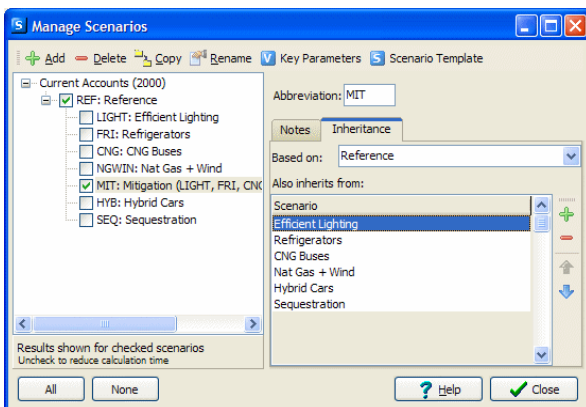 Manage Scenarios
Add Delete Copy Rename Key Parameters Scenario Template
Current Accounts (2000)
REF: Reference
LIGHT: Efficient Lighting
FRI: Refrigerators
CNG: CNG Buses
NGWIN: Nat Gas + Wind
MIT: Mitigation (LIGHT, FRI, CNG
HYB: Hybrid Cars
SEQ: Sequestration
Results shown for checked scenarios
Uncheck to reduce calculation time
Abbreviation: MIT
Notes Inheritance
Based on: Reference
Also inherits from:
Scenario
Efficient Lighting
Refrigerators
CNG Buses
Nat Gas + Wind
Hybrid Cars
Sequestration
All None Help Close